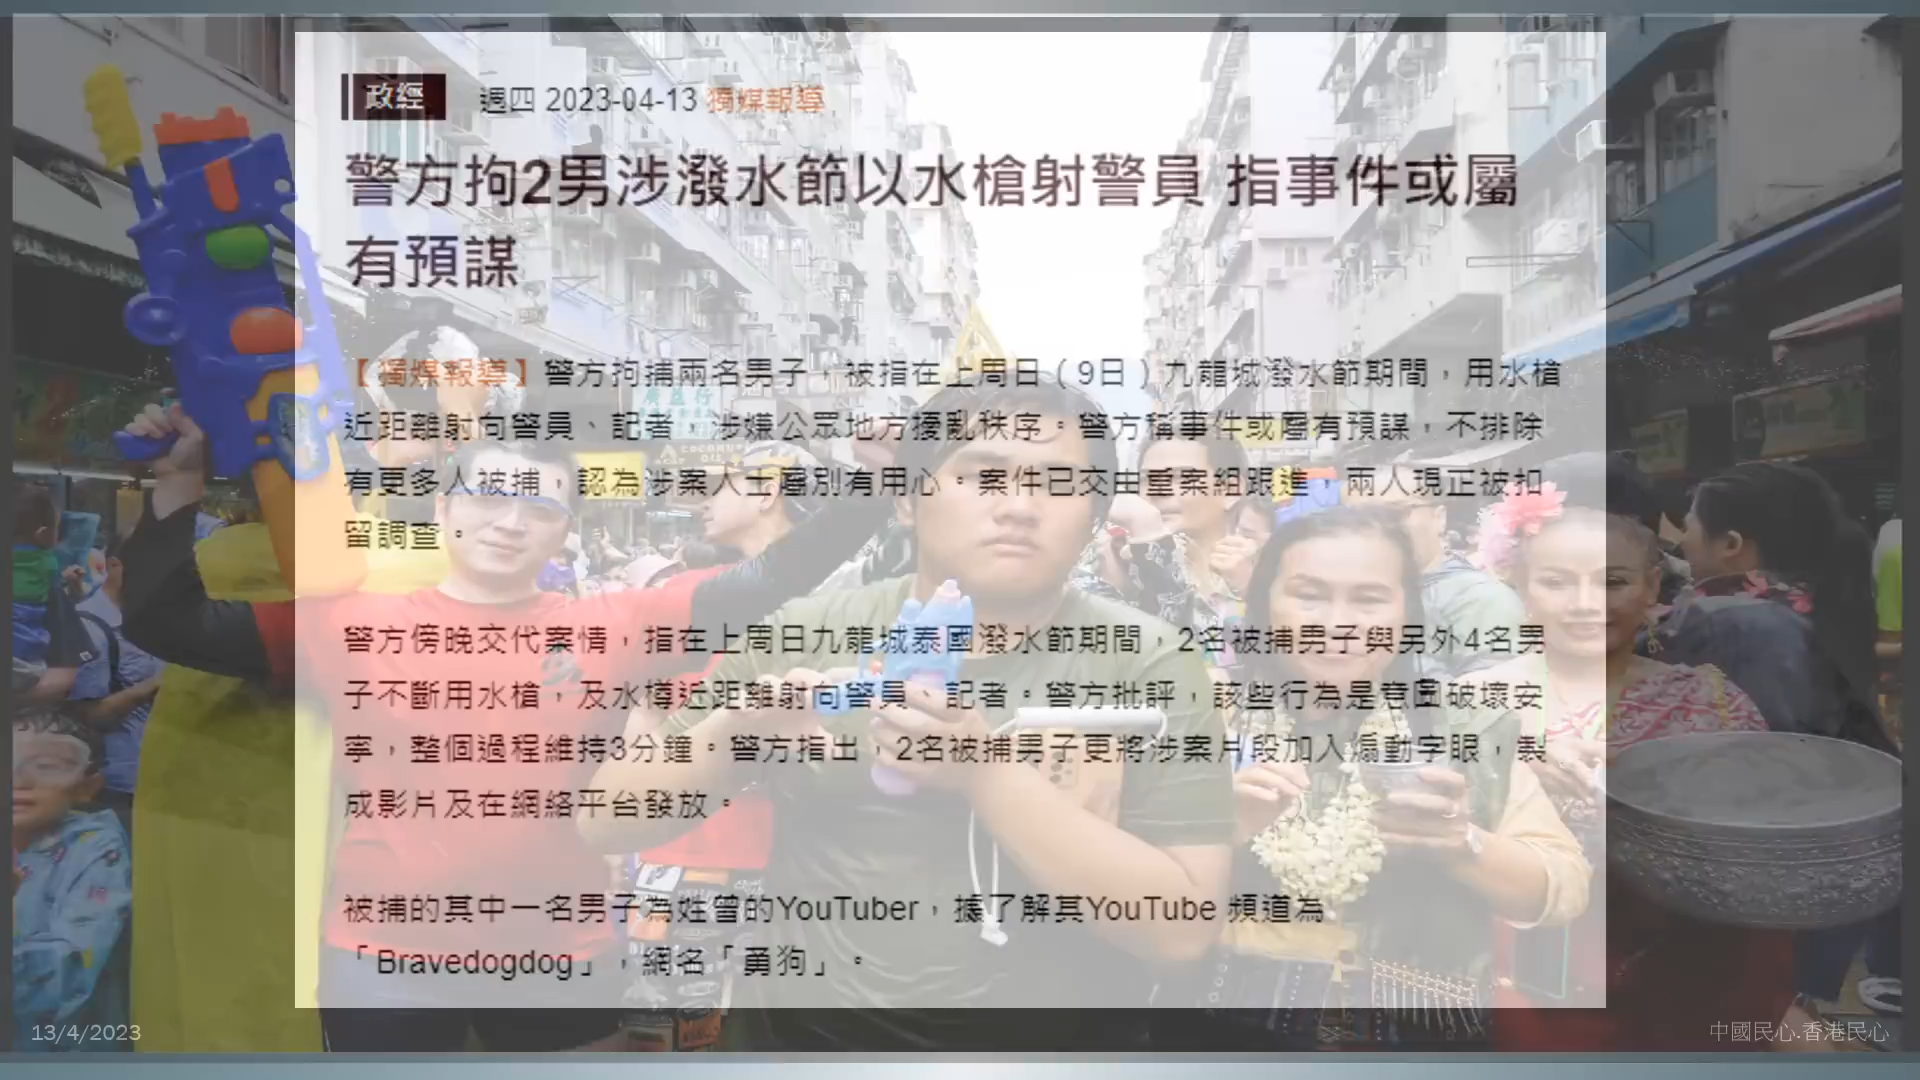 政經 週四 2023-04-13 獨媒報導
警方拘2男涉潑水節以水槍射警員 指事件或屬
有預謀
【獨媒報導】警方拘捕兩名男子，被指在上周日（9日）九龍城潑水節期間，用水槍
近距離射向警員、記者，涉嫌公眾地方擾亂秩序。警方稱事件或屬有預謀，不排除
有更多人被捕，認為涉案人士屬別有用心。案件已交由重案組跟進，兩人現正被扣
留調查。
警方傍晚交代案情，指在上周日九龍城泰國潑水節期間，2名被捕男子與另外4名男
子不斷用水槍，及水樽近距離射向警員、記者。警方批評，該些行為是意圖破壞安
寧，整個過程維持3分鐘。警方指出，2名被捕男子更將涉案片段加入煽動字眼，製
成影片及在網絡平台發放。
被捕的其中一名男子為姓曾的YouTuber，據了解其YouTube 頻道為
「Bravedogdog」，網名「勇狗」。
13/4/2023
中國民心.香港民心